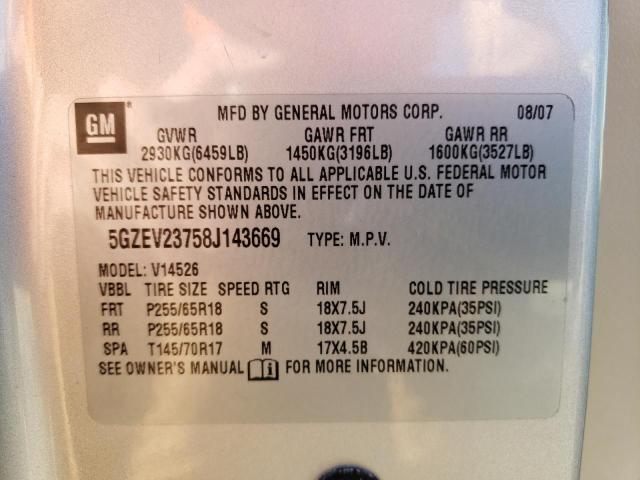 GM ® MFD BY GENERAL MOTORS CORP. 08/07
GVWR GAWR FRT GAWR RR
2930KG(6459LB) 1450KG(3196LB) 1600KG(3527LB)
THIS VEHICLE CONFORMS TO ALL APPLICABLE U.S. FEDERAL MOTOR
VEHICLE SAFETY STANDARDS IN EFFECT ON THE DATE OF
MANUFACTURE SHOWN ABOVE.
5GZEV23758J143669 TYPE: M.P.V.
MODEL: V14526
VBBL TIRE SIZE SPEED RTG RIM COLD TIRE PRESSURE
FRT P255/65R18 S 18X7.5J 240KPA(35PSI)
RR P255/65R18 S 18X7.5J 240KPA(35PSI)
SPA T145/70R17 M 17X4.5B 420KPA(60PSI)
SEE OWNER'S MANUAL i FOR MORE INFORMATION.